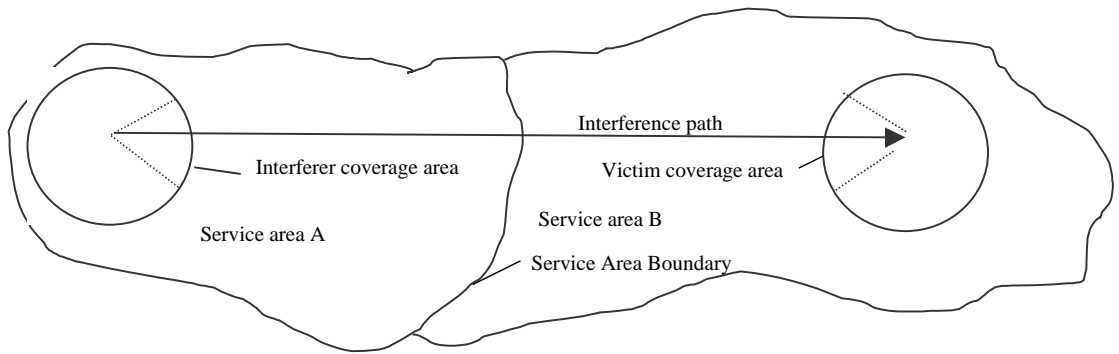 Interference path
Interferer coverage area
Victim coverage area
Service area A
Service area B
Service Area Boundary